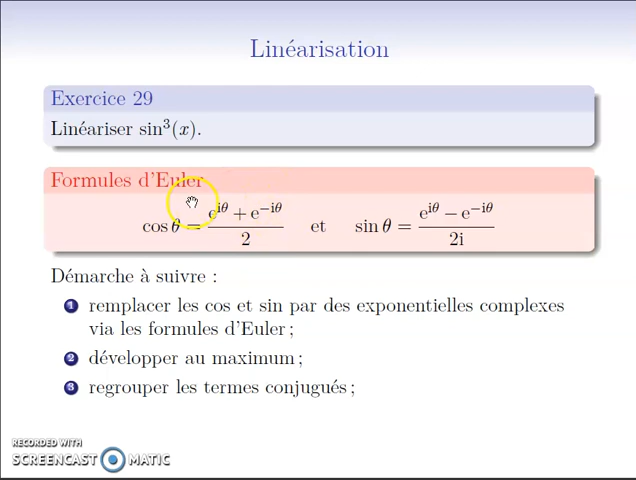 Linéarisation
Exercice 29
Linéariser sin³(x).
Formules d'Euler
cos θ = (e^{iθ} + e^{−iθ})/2 et sin θ = (e^{iθ} − e^{−iθ})/2i
Démarche à suivre :
1 remplacer les cos et sin par des exponentielles complexes
via les formules d'Euler ;
2 développer au maximum ;
3 regrouper les termes conjugués ;
RECORDED WITH
SCREENCAST MATIC